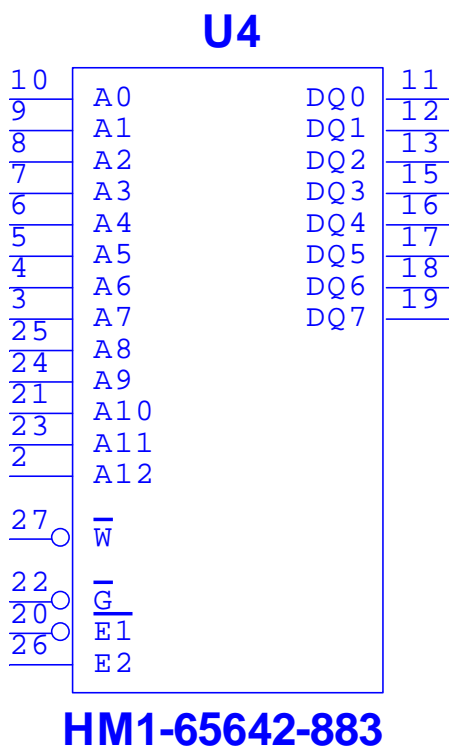 U4
10 A0 DQ0 11
9 A1 DQ1 12
8 A2 DQ2 13
7 A3 DQ3 15
6 A4 DQ4 16
5 A5 DQ5 17
4 A6 DQ6 18
3 A7 DQ7 19
25 A8
24 A9
21 A10
23 A11
2 A12
27 W̅
22 G̅
20 E̅1̅
26 E2
HM1-65642-883